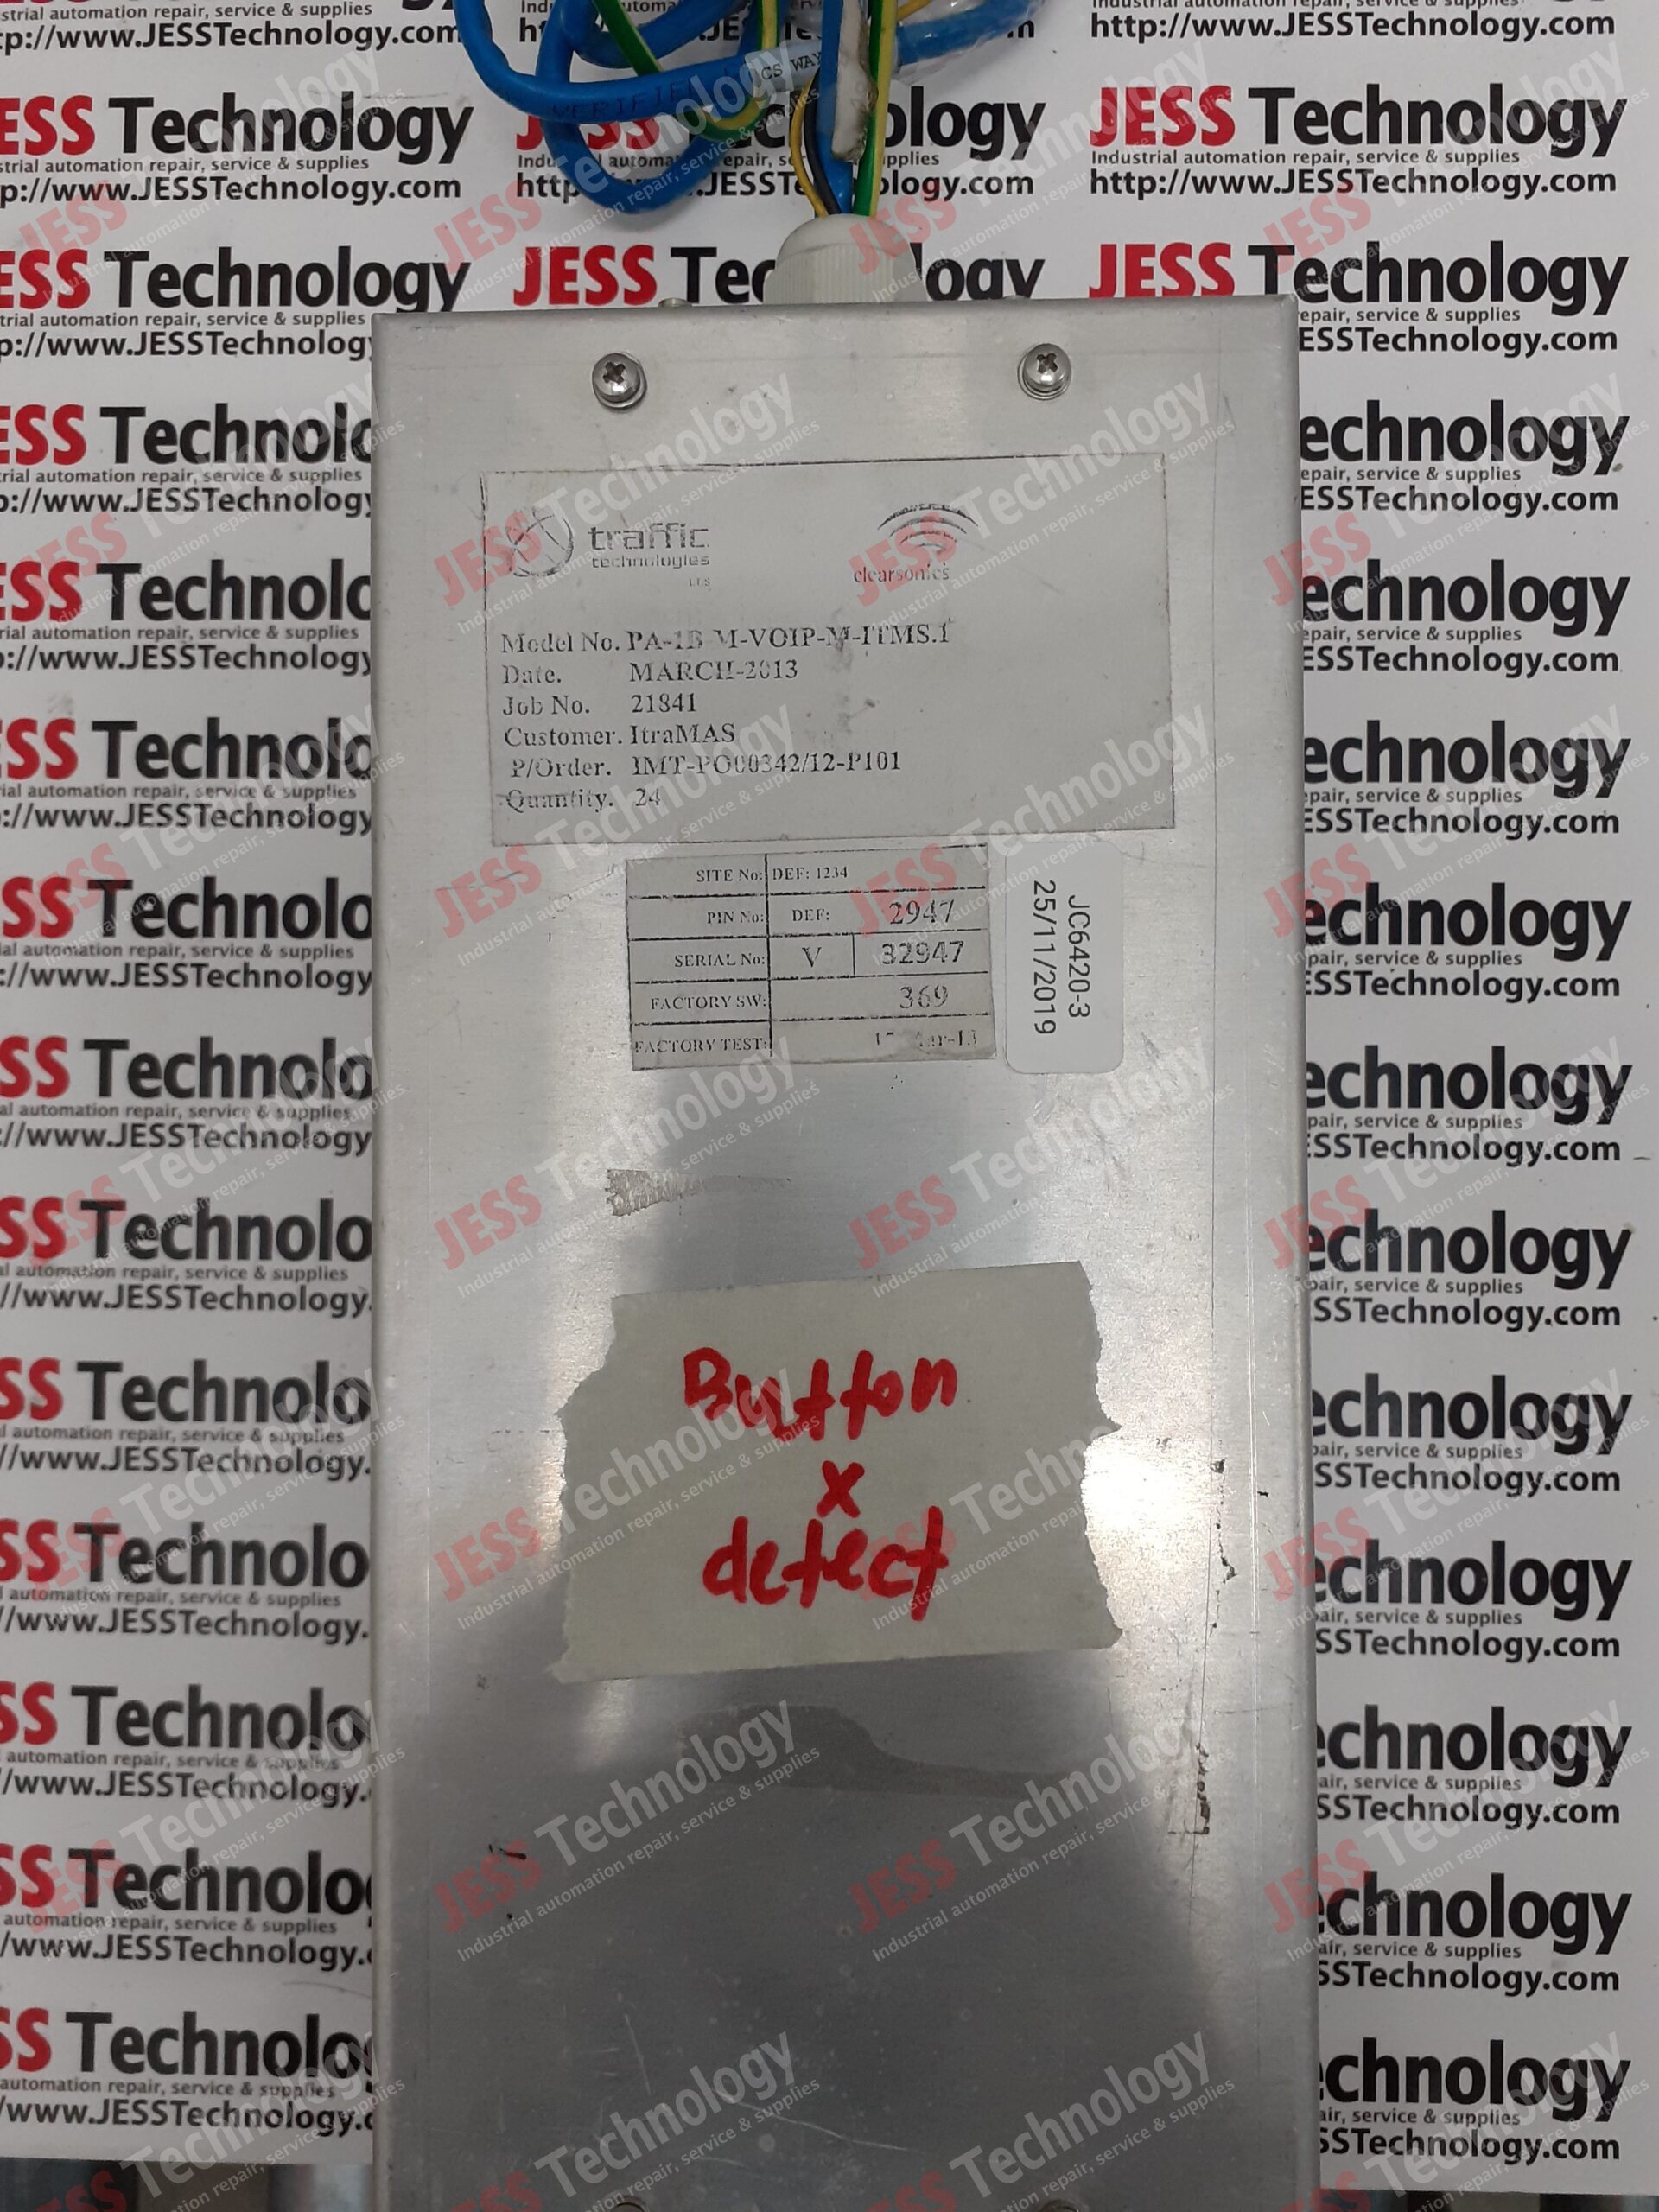 JESS Technology
Industrial automation repair, service & supplies
http://www.JESSTechnology.com
VERIFIE
CS WAY
traffic
technologies
I.T.S
clearsonics
Model No. PA-1B M-VOIP-M-ITMS.1
Date. MARCH-2013
Job No. 21841
Customer. ItraMAS
P/Order. IMT-PO00342/12-P101
Quantity. 24
SITE No: DEF: 1234
PIN No: DEF: 2947
SERIAL No: V 32947
FACTORY SW: 369
FACTORY TEST:
JC6420-3
25/11/2019
Button
x
detect